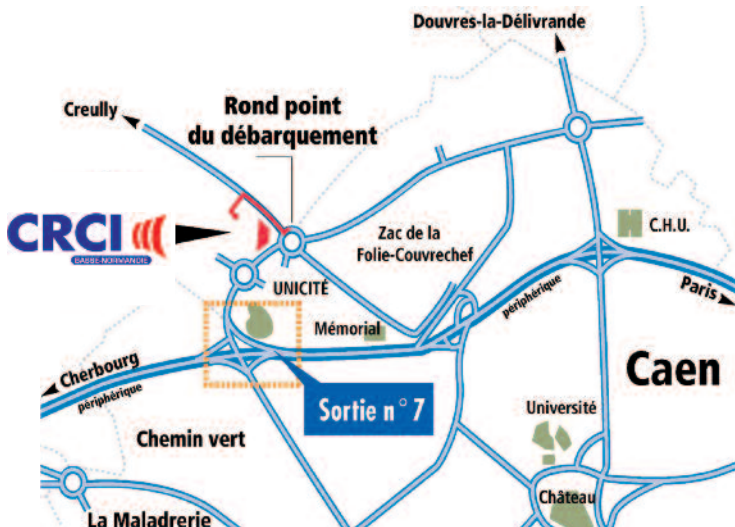 Douvres-la-Délivrande
Creully
Rond point
du débarquement
CRCI
BASSE-NORMANDIE
Zac de la
Folie-Couvrechef
C.H.U.
UNICITÉ
Mémorial
périphérique
Paris
Cherbourg
périphérique
Caen
Sortie n° 7
Université
Chemin vert
Château
La Maladrerie